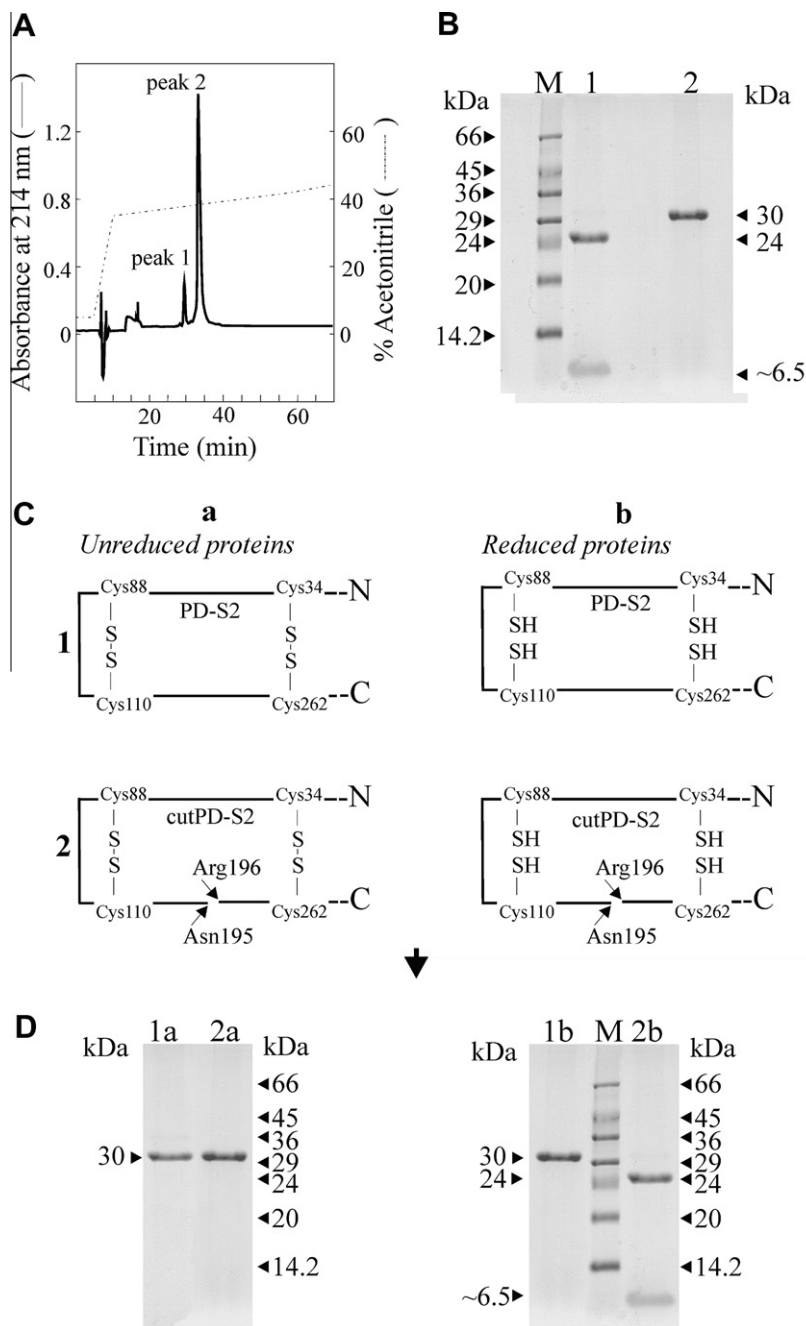 A
peak 2
peak 1
Absorbance at 214 nm (——)
1.2
0.8
0.4
0
60
40
20
0
% Acetonitrile (-----)
20 40 60
Time (min)
B
kDa M 1 2 kDa
66
45
36
29
24
20
14.2
30
24
~6.5
C
a
Unreduced proteins
b
Reduced proteins
1
Cys88 Cys34 N
PD-S2
S S
S S
Cys110 Cys262 C
Cys88 Cys34 N
PD-S2
SH SH
SH SH
Cys110 Cys262 C
2
Cys88 Cys34 N
cutPD-S2
S S
S S
Arg196
Cys110 Cys262 C
Asn195
Cys88 Cys34 N
cutPD-S2
SH SH
SH SH
Arg196
Cys110 Cys262 C
Asn195
D
kDa 1a 2a kDa
30
66
45
36
29
24
20
14.2
kDa 1b M 2b kDa
30
24
~6.5
66
45
36
29
24
20
14.2